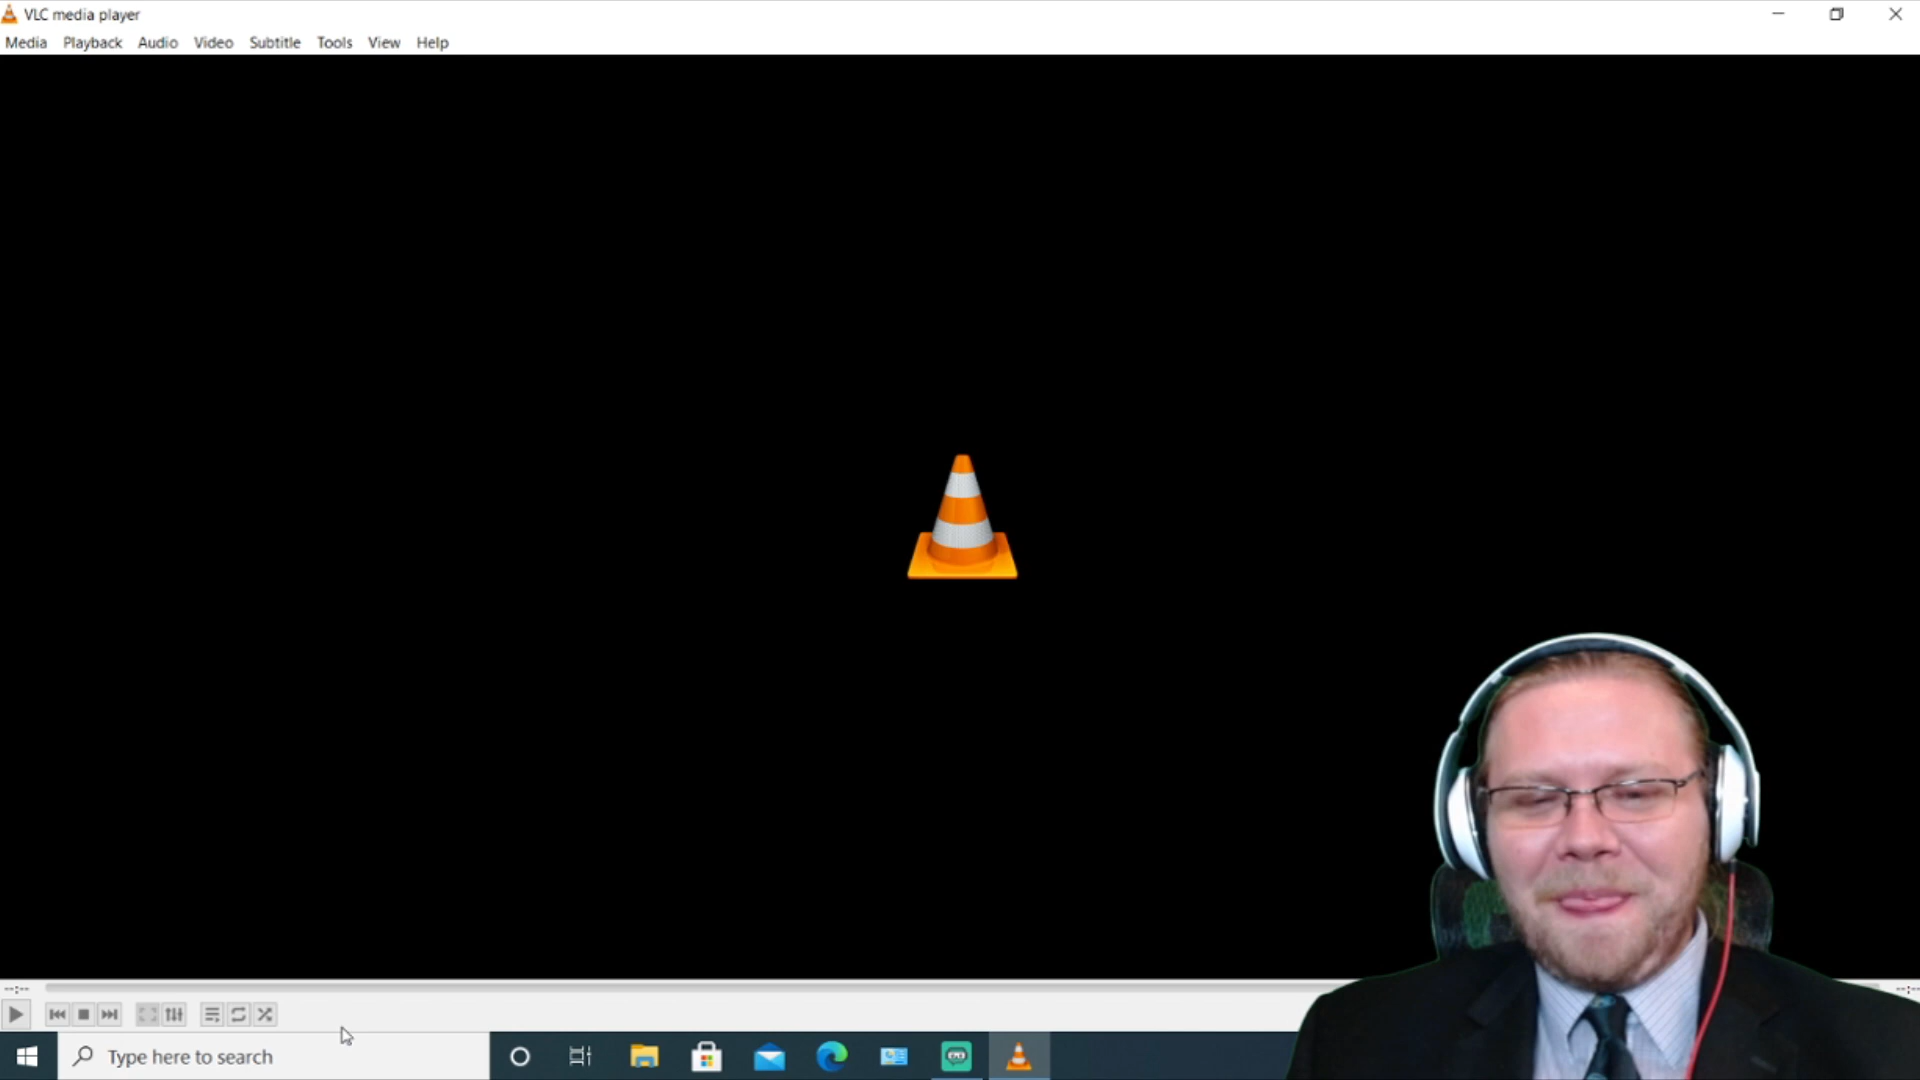 VLC media player
Media Playback Audio Video Subtitle Tools View Help
--:-- --:--
Type here to search